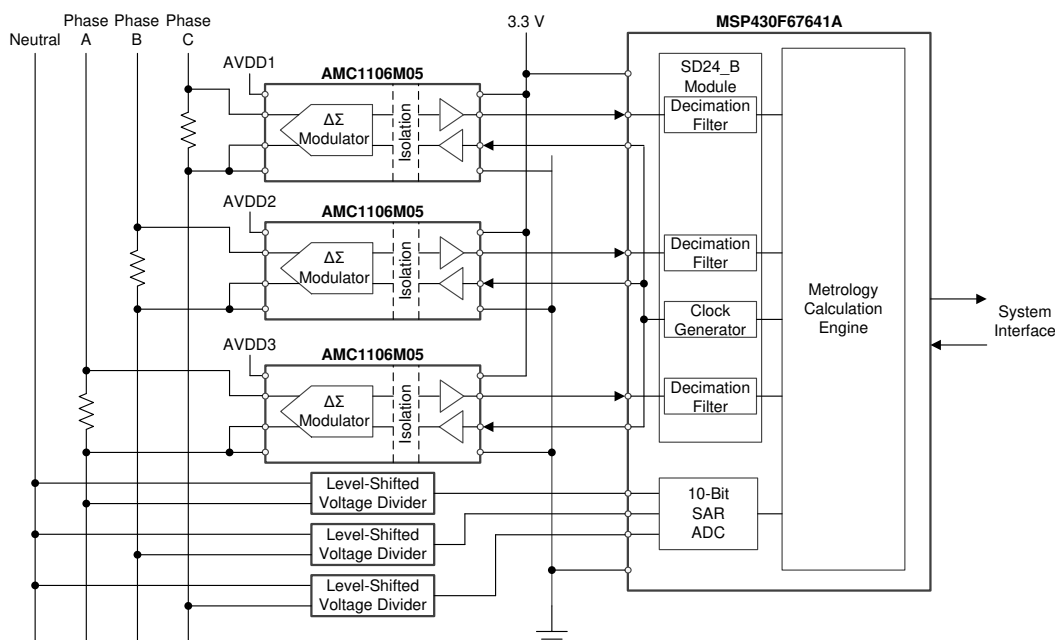 Neutral
Phase
A
Phase
B
Phase
C
3.3 V
MSP430F67641A
AVDD1
AMC1106M05
ΔΣ
Modulator
Isolation
SD24_B
Module
Decimation
Filter
AVDD2
AMC1106M05
ΔΣ
Modulator
Isolation
Decimation
Filter
Clock
Generator
Metrology
Calculation
Engine
System
Interface
AVDD3
AMC1106M05
ΔΣ
Modulator
Isolation
Decimation
Filter
Level-Shifted
Voltage Divider
Level-Shifted
Voltage Divider
Level-Shifted
Voltage Divider
10-Bit
SAR
ADC